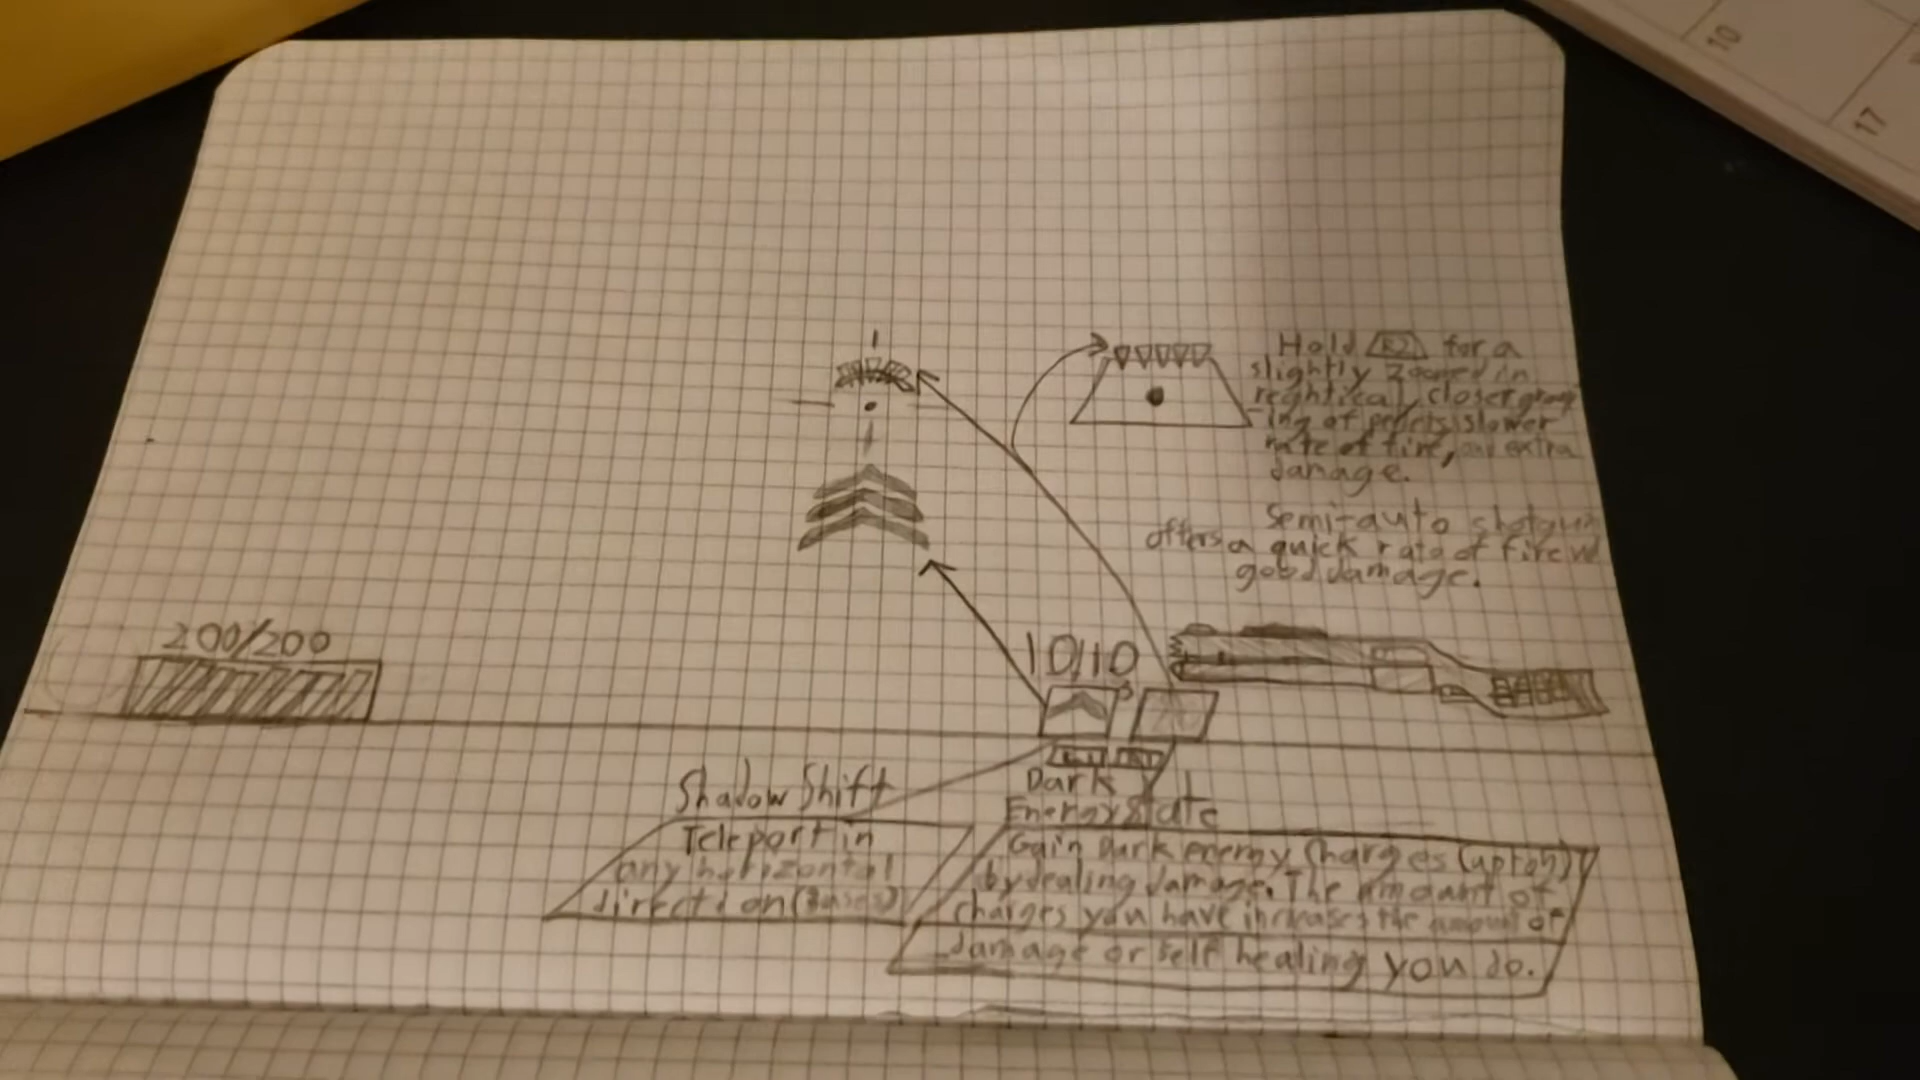 10
17
Hold R2 for a
slightly zoomed in
reghtical, closer group
-ing of pellets, slower
rate of fire, extra
damage.
Semi-auto shotgun
offers a quick rate of fire w/
good damage.
200/200
10/10
Shadow Shift
Teleport in
any horizontal
direction
Dark
Energy State
Gain dark energy charges (upto
by dealing damage. The amount of
charges you have increases the amount of
damage or self healing you do.